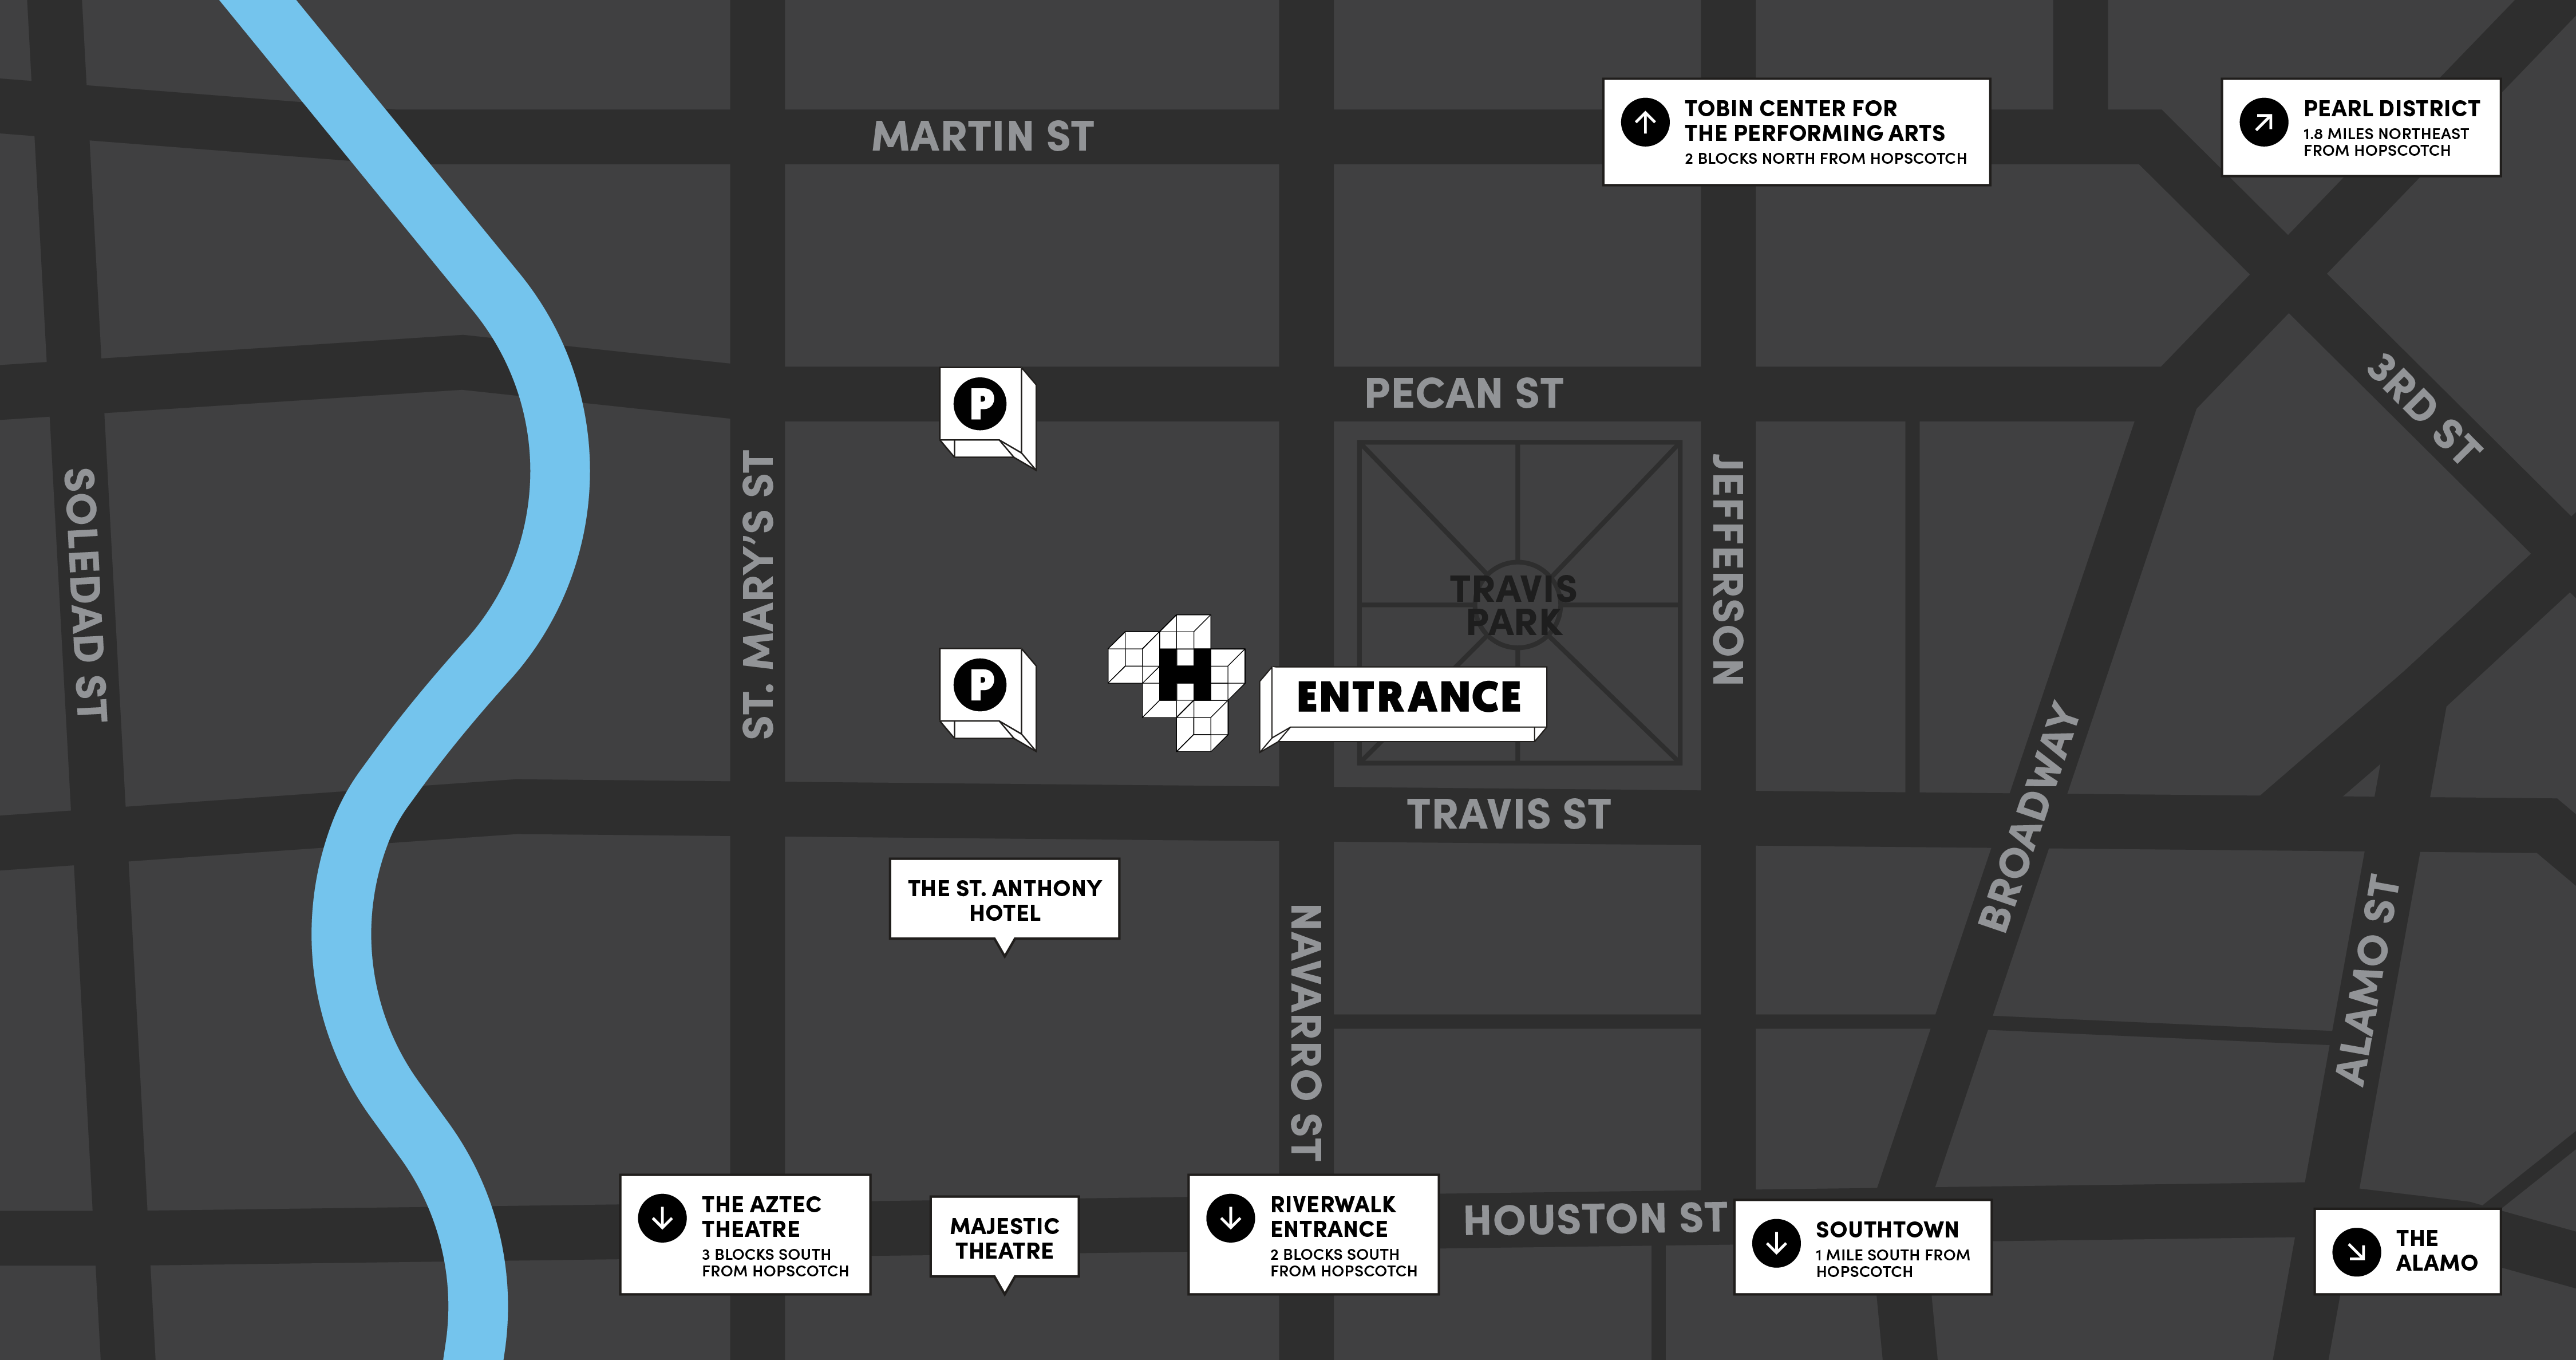 MARTIN ST
TOBIN CENTER FOR
THE PERFORMING ARTS
2 BLOCKS NORTH FROM HOPSCOTCH
PEARL DISTRICT
1.8 MILES NORTHEAST
FROM HOPSCOTCH
P
PECAN ST
3RD ST
SOLEDAD ST
ST. MARY'S ST
JEFFERSON
TRAVIS
PARK
P
H
ENTRANCE
BROADWAY
TRAVIS ST
THE ST. ANTHONY
HOTEL
NAVARRO ST
ALAMO ST
THE AZTEC
THEATRE
3 BLOCKS SOUTH
FROM HOPSCOTCH
MAJESTIC
THEATRE
RIVERWALK
ENTRANCE
2 BLOCKS SOUTH
FROM HOPSCOTCH
HOUSTON ST
SOUTHTOWN
1 MILE SOUTH FROM
HOPSCOTCH
THE
ALAMO